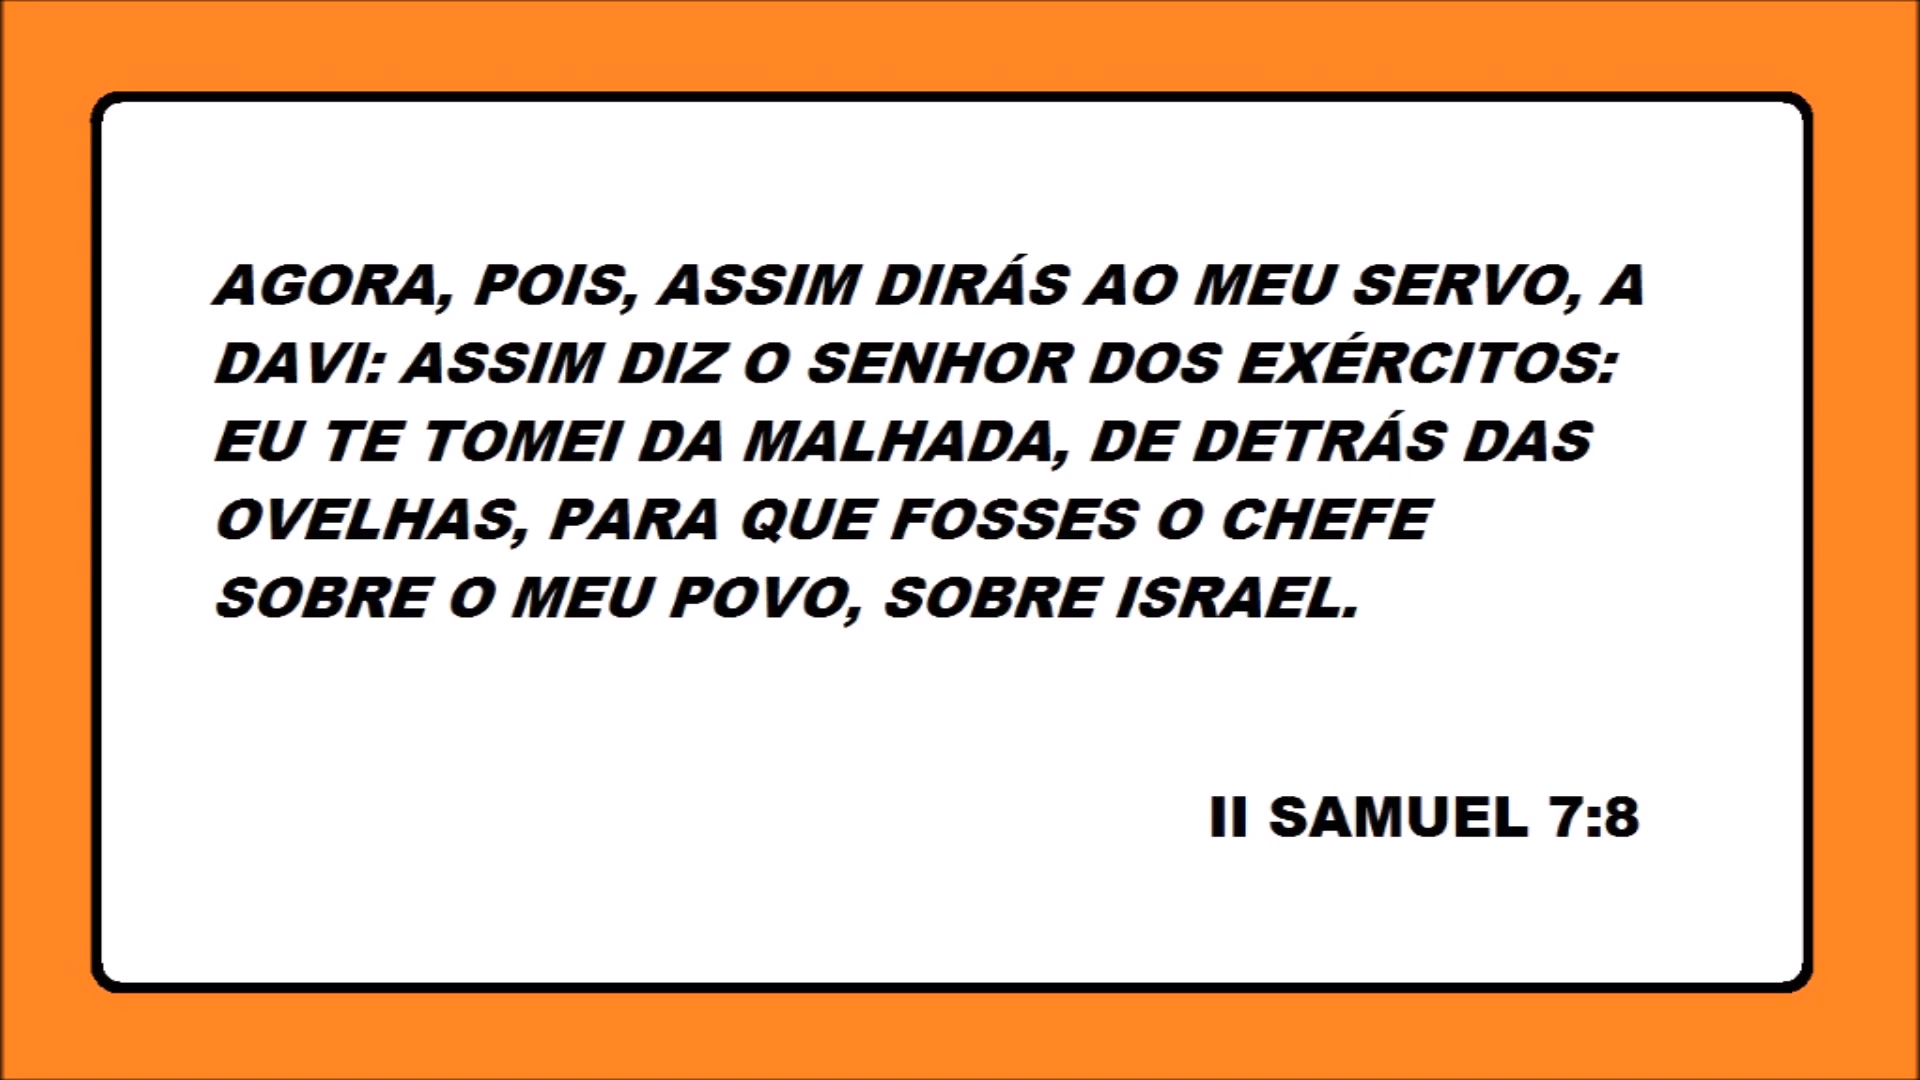 AGORA, POIS, ASSIM DIRÁS AO MEU SERVO, A
DAVI: ASSIM DIZ O SENHOR DOS EXÉRCITOS:
EU TE TOMEI DA MALHADA, DE DETRÁS DAS
OVELHAS, PARA QUE FOSSES O CHEFE
SOBRE O MEU POVO, SOBRE ISRAEL.
II SAMUEL 7:8